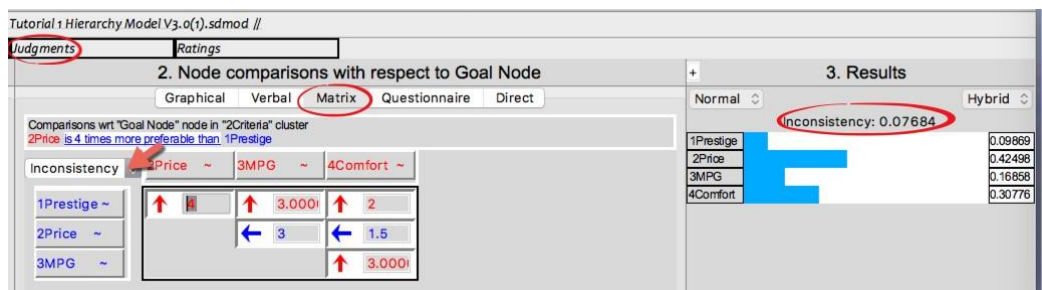 Tutorial 1 Hierarchy Model V3.0(1).sdmod //
Judgments Ratings
2. Node comparisons with respect to Goal Node
+ 3. Results
Graphical Verbal Matrix Questionnaire Direct
Normal Hybrid
Comparisons wrt "Goal Node" node in "2Criteria" cluster
2Price is 4 times more preferable than 1Prestige
Inconsistency: 0.07684
Inconsistency 2Price ~ 3MPG ~ 4Comfort ~
1Prestige ~ 4 3.000 2
2Price ~ 3 1.5
3MPG ~ 3.000
1Prestige 0.09869
2Price 0.42498
3MPG 0.16858
4Comfort 0.30776